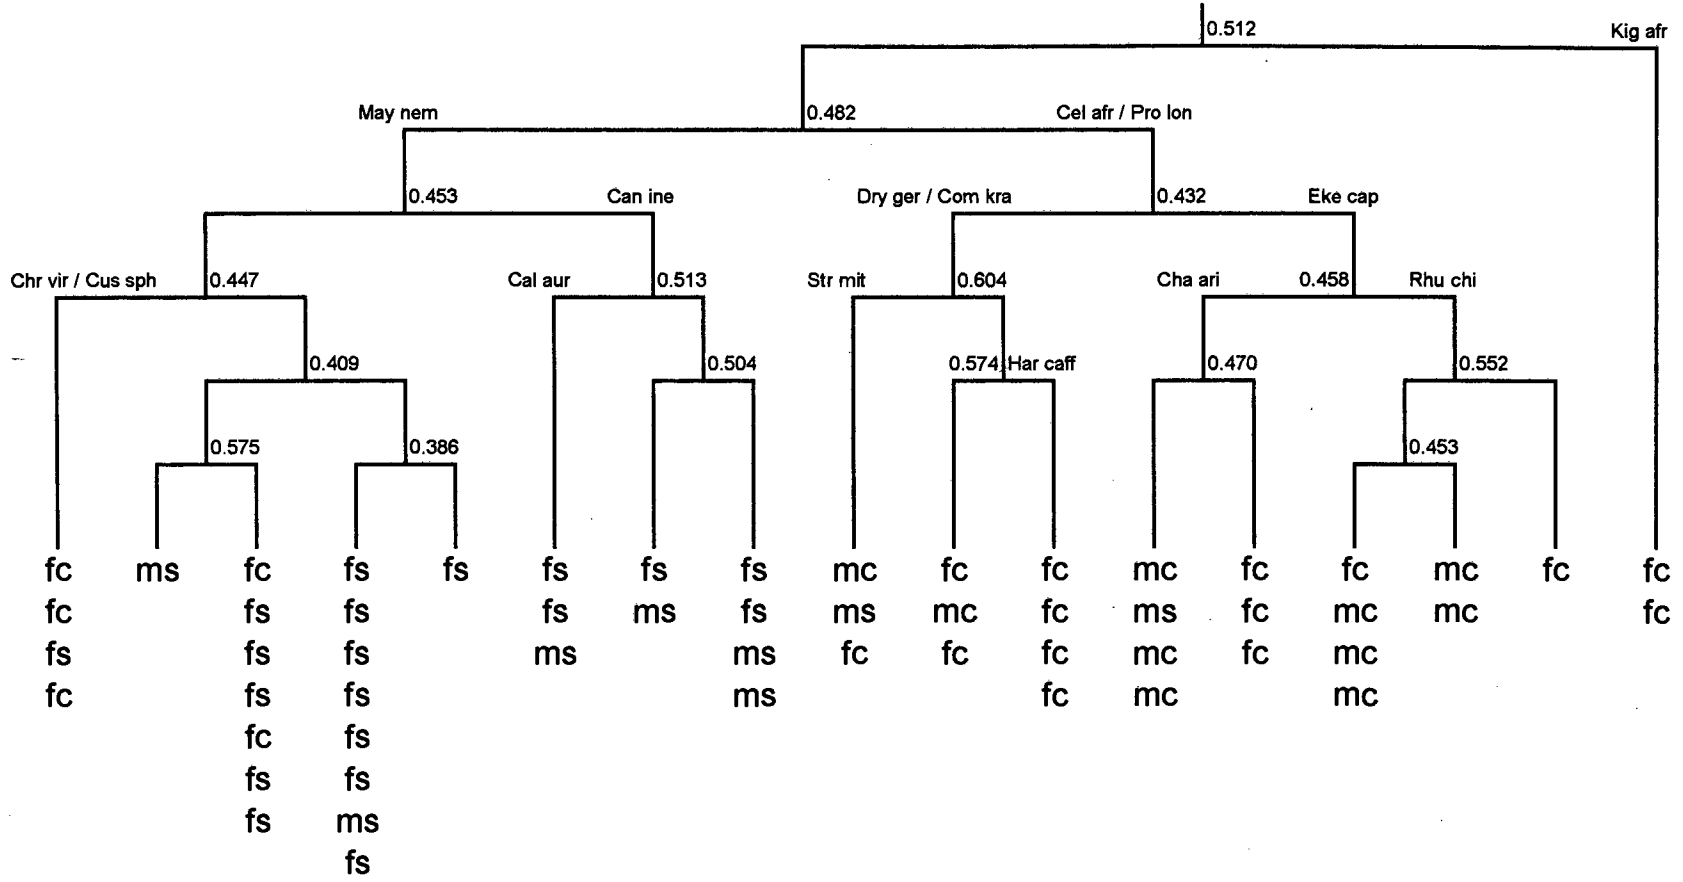 0.512 Kig afr
May nem 0.482 Cel afr / Pro lon
0.453 Can ine Dry ger / Com kra 0.432 Eke cap
Chr vir / Cus sph 0.447 Cal aur 0.513 Str mit 0.604 Cha ari 0.458 Rhu chi
0.409 0.504 0.574 Har caff 0.470 0.552
0.575 0.386 0.453
fc ms fc fs fs fs fs fs mc fc fc mc fc fc mc fc fc
fc fs fs fs ms fs ms mc fc ms fc mc mc fc
fs fs fs ms ms fc fc fc mc fc mc
fc fs fs ms fc mc mc
fc fs
fs fs
fs ms
fs